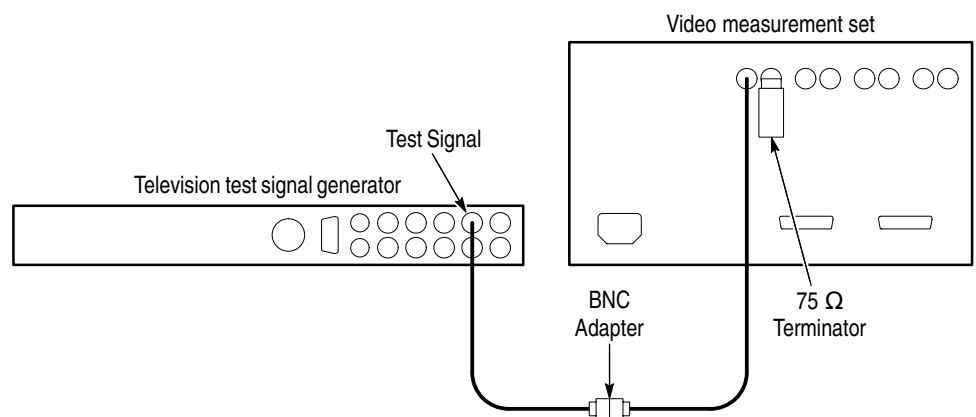 Video measurement set
Test Signal
Television test signal generator
BNC
Adapter
75 Ω
Terminator